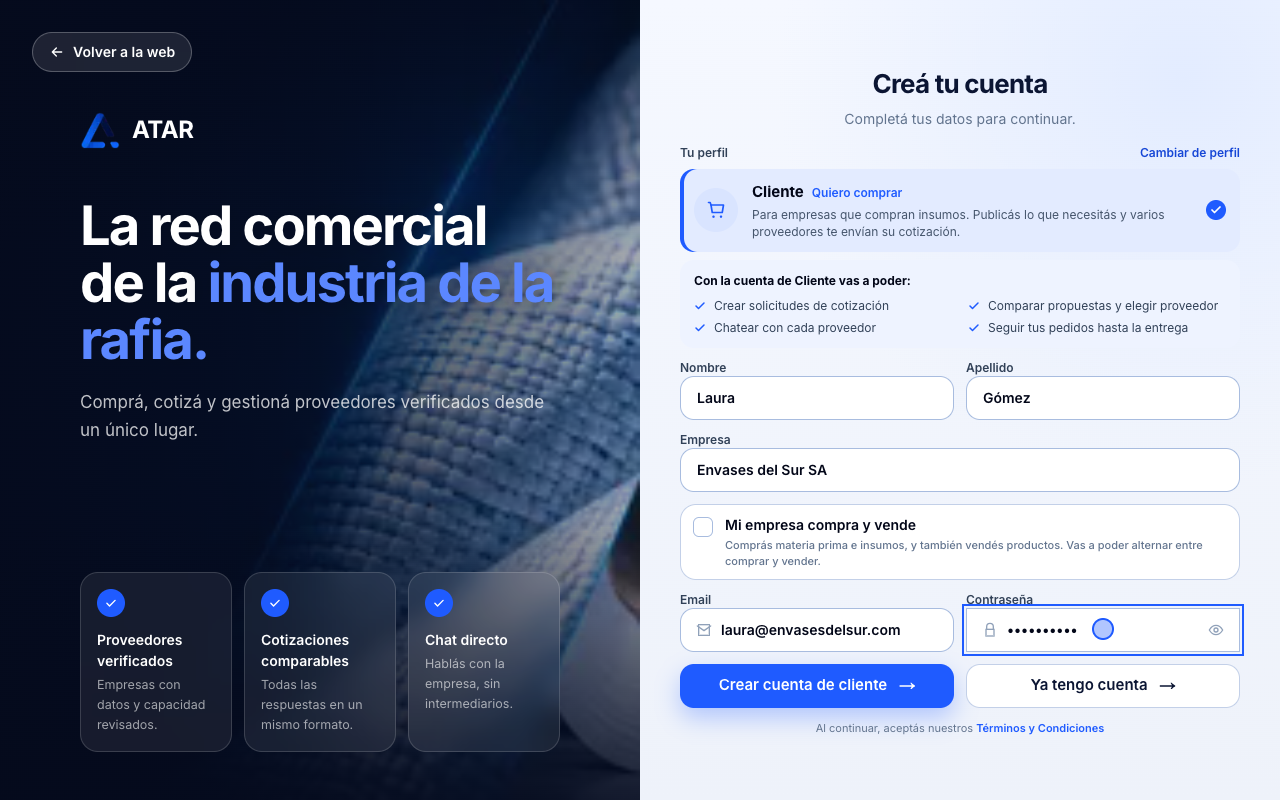 Volver a la web
ATAR
La red comercial
de la industria de la
rafia.
Comprá, cotizá y gestioná proveedores verificados desde
un único lugar.
Proveedores
verificados
Empresas con
datos y capacidad
revisados.
Cotizaciones
comparables
Todas las
respuestas en un
mismo formato.
Chat directo
Hablás con la
empresa, sin
intermediarios.
Creá tu cuenta
Completá tus datos para continuar.
Tu perfil
Cambiar de perfil
Cliente Quiero comprar
Para empresas que compran insumos. Publicás lo que necesitás y varios
proveedores te envían su cotización.
Con la cuenta de Cliente vas a poder:
Crear solicitudes de cotización
Comparar propuestas y elegir proveedor
Chatear con cada proveedor
Seguir tus pedidos hasta la entrega
Nombre
Apellido
Laura
Gómez
Empresa
Envases del Sur SA
Mi empresa compra y vende
Comprás materia prima e insumos, y también vendés productos. Vas a poder alternar entre
comprar y vender.
Email
Contraseña
laura@envasesdelsur.com
••••••••••
Crear cuenta de cliente →
Ya tengo cuenta →
Al continuar, aceptás nuestros Términos y Condiciones